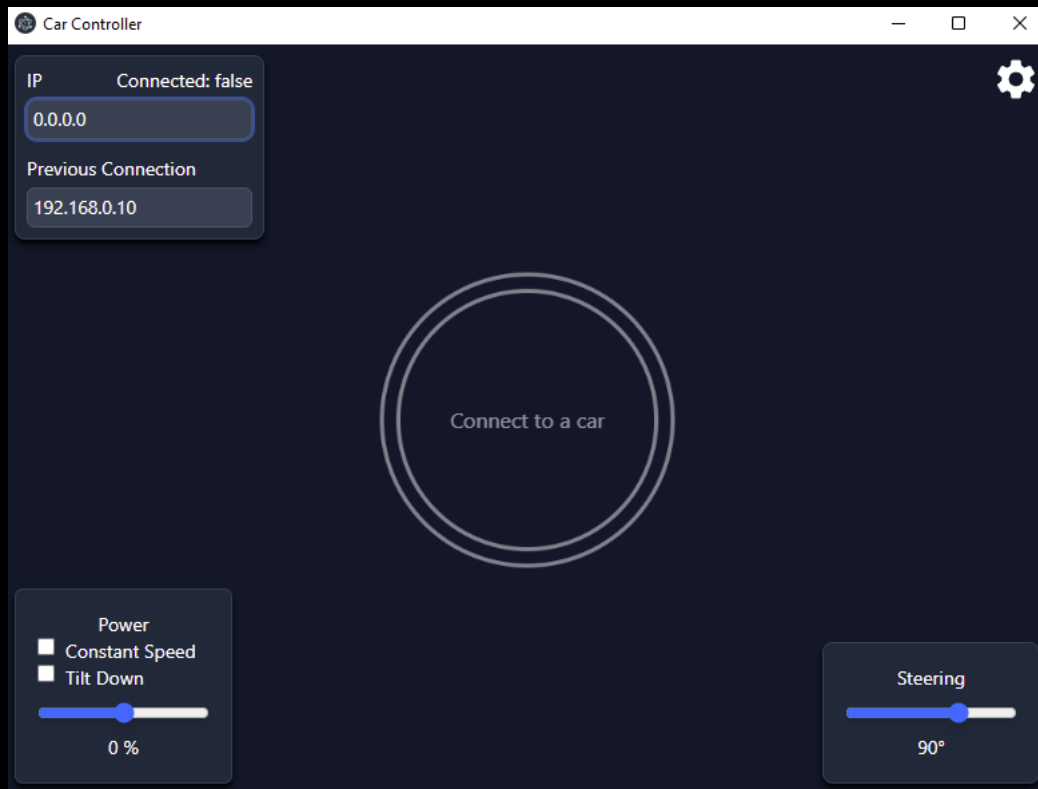 Car Controller
IP Connected: false
0.0.0.0
Previous Connection
192.168.0.10
Connect to a car
Power
Constant Speed
Tilt Down
0 %
Steering
90°